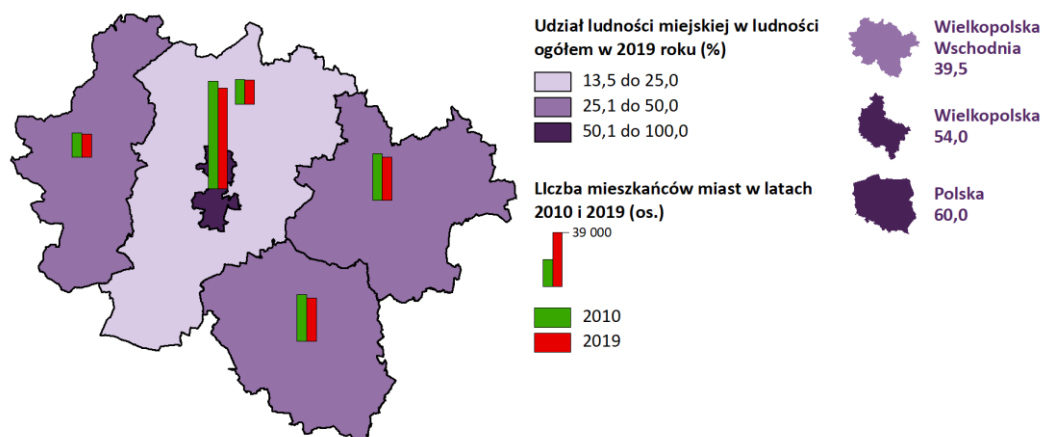 Udział ludności miejskiej w ludności
ogółem w 2019 roku (%)
13,5 do 25,0
25,1 do 50,0
50,1 do 100,0
LIczba mieszkańców miast w latach
2010 i 2019 (os.)
39 000
2010
2019
Wielkopolska
Wschodnia
39,5
Wielkopolska
54,0
Polska
60,0